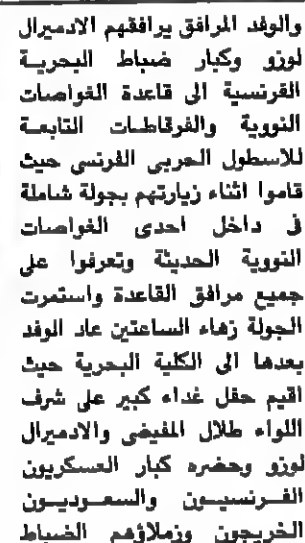 والوفد المرافق يرافقهم الادميرال
لوزو وكبار ضباط البحرية
الفرنسية الى قاعدة الغواصات
النووية والفرقاطات التابعة
للاسطول الحربي الفرنسي حيث
قاموا اثناء زيارتهم بجولة شاملة
في داخل احدى الغواصات
النووية الحديثة وتعرفوا على
جميع مرافق القاعدة واستمرت
الجولة زهاء الساعتين عاد الوفد
بعدها الى الكلية البحرية حيث
اقيم حفل غداء كبير على شرف
اللواء طلال المفيضي والادميرال
لوزو وحضره كبار العسكريون
الفرنسيون والسعوديون
الخريجون وزملاؤهم الضباط